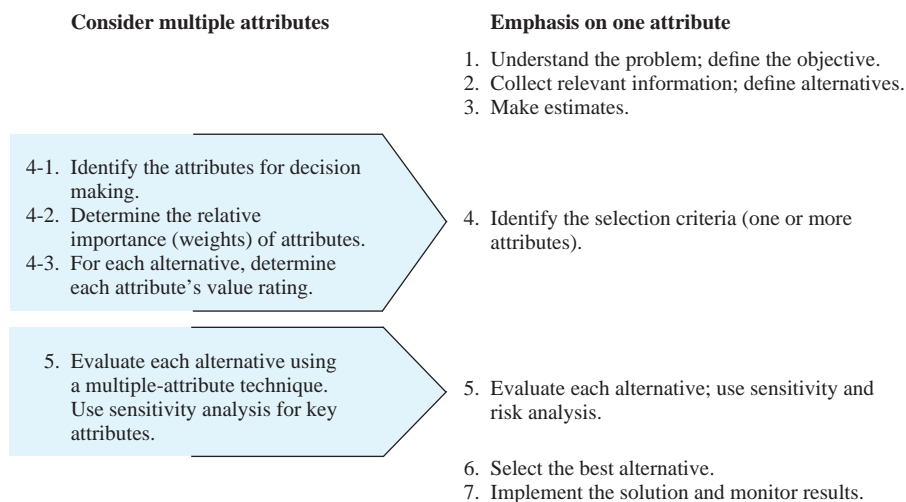 Consider multiple attributes
Emphasis on one attribute
1. Understand the problem; define the objective.
2. Collect relevant information; define alternatives.
3. Make estimates.
4-1. Identify the attributes for decision
making.
4-2. Determine the relative
importance (weights) of attributes.
4-3. For each alternative, determine
each attribute's value rating.
4. Identify the selection criteria (one or more
attributes).
5. Evaluate each alternative using
a multiple-attribute technique.
Use sensitivity analysis for key
attributes.
5. Evaluate each alternative; use sensitivity and
risk analysis.
6. Select the best alternative.
7. Implement the solution and monitor results.